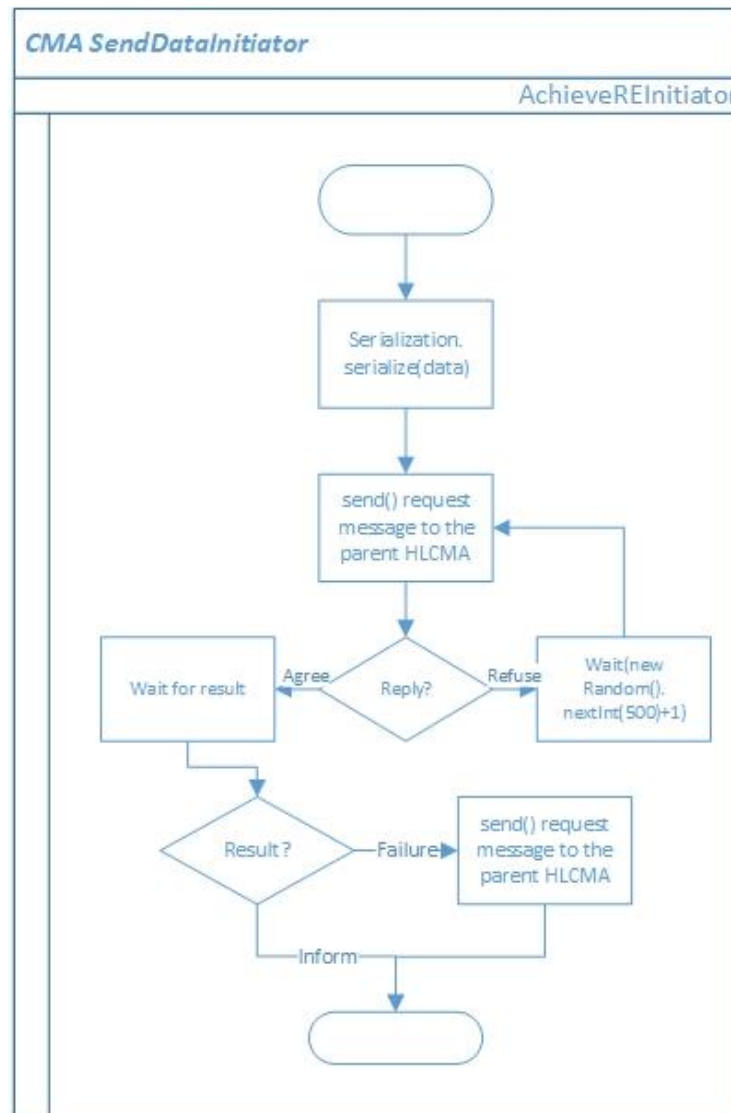 CMA SendDataInitiator
AchieveREInitiator
Serialization.
serialize(data)
send() request
message to the
parent HLCMA
Wait for result
Agree
Reply?
Refuse
Wait(new
Random().
nextInt(500)+1)
Result?
Failure
send() request
message to the
parent HLCMA
Inform